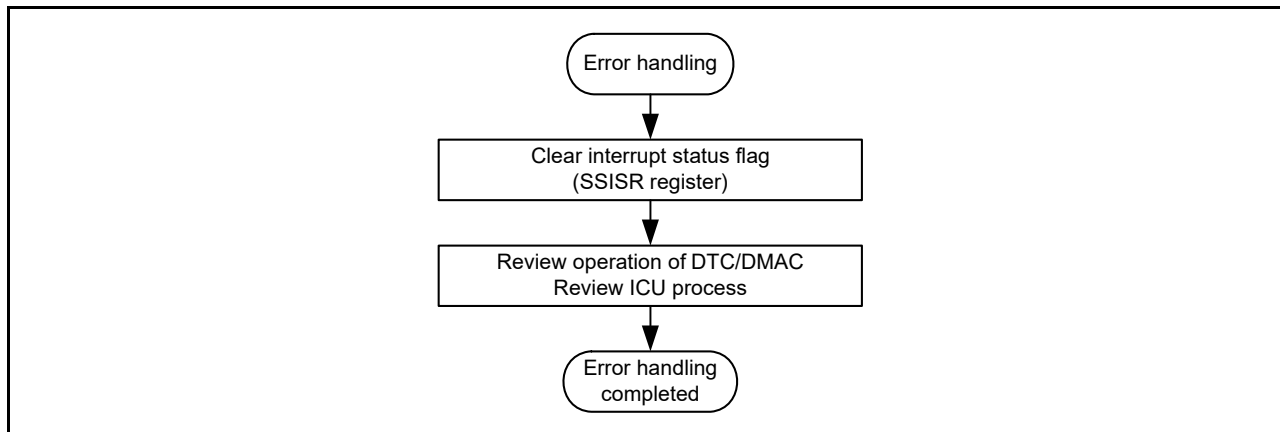 Error handling
Clear interrupt status flag
(SSISR register)
Review operation of DTC/DMAC
Review ICU process
Error handling
completed